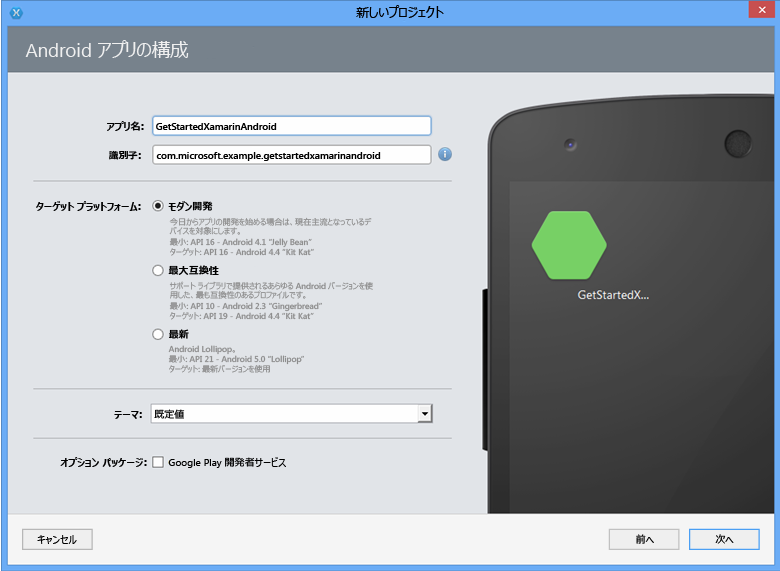 新しいプロジェクト
Android アプリの構成
アプリ名: GetStartedXamarinAndroid
識別子: com.microsoft.example.getstartedxamarinandroid
ターゲット プラットフォーム: モダン開発
今日からアプリの開発を始める場合は、現在主流となっているデ
バイスを対象にします。
最小: API 16 - Android 4.1 "Jelly Bean"
ターゲット: API 16 - Android 4.4 "Kit Kat"
最大互換性
サポート ライブラリで提供されるあらゆる Android バージョンを使
用した、最も互換性のあるプロファイルです。
最小: API 10 - Android 2.3 "Gingerbread"
ターゲット: API 19 - Android 4.4 "Kit Kat"
最新
Android Lollipop。
最小: API 21 - Android 5.0 "Lollipop"
ターゲット: 最新バージョンを使用
テーマ: 既定値
オプション パッケージ: Google Play 開発者サービス
GetStartedX...
キャンセル
前へ
次へ